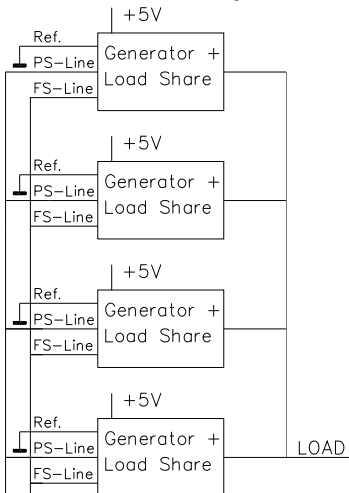 +5V
Ref.
PS-Line
FS-Line
Generator +
Load Share
+5V
Ref.
PS-Line
FS-Line
Generator +
Load Share
+5V
Ref.
PS-Line
FS-Line
Generator +
Load Share
+5V
Ref.
PS-Line
FS-Line
Generator +
Load Share
LOAD